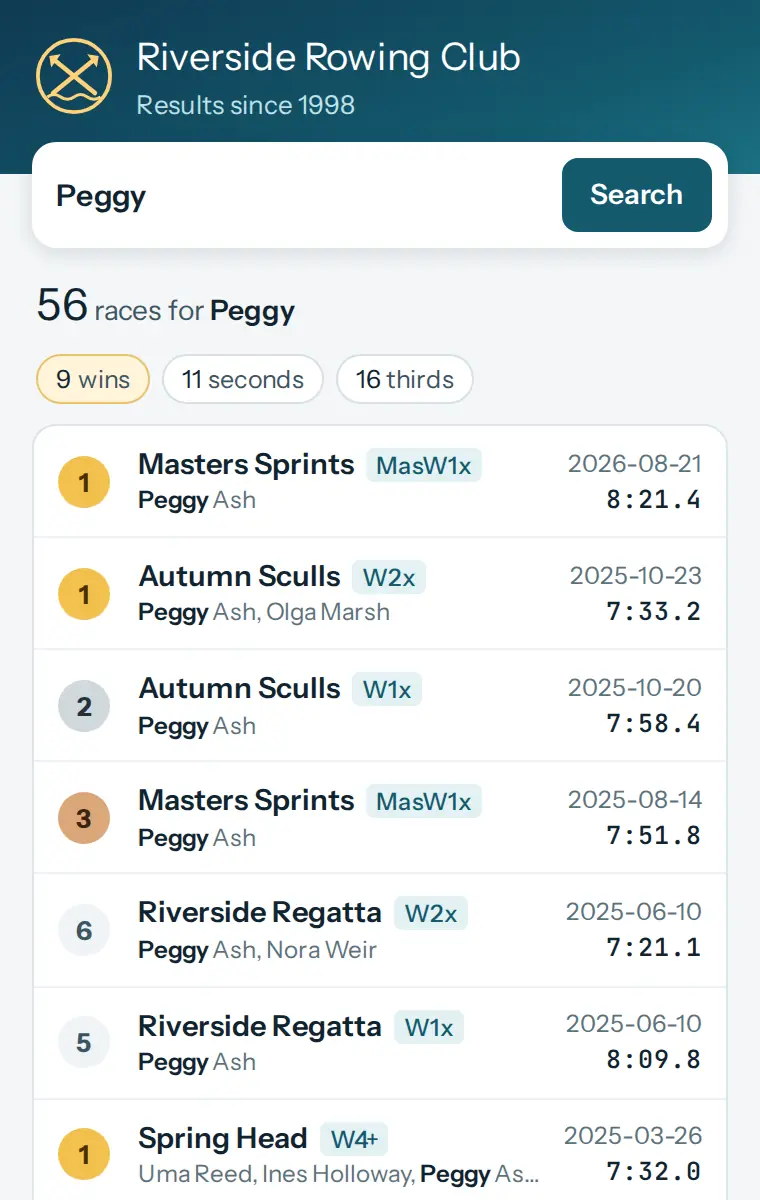 Riverside Rowing Club
Results since 1998
Peggy
Search
56 races for Peggy
9 wins
11 seconds
16 thirds
1 Masters Sprints MasW1x 2026-08-21
Peggy Ash 8:21.4
1 Autumn Sculls W2x 2025-10-23
Peggy Ash, Olga Marsh 7:33.2
2 Autumn Sculls W1x 2025-10-20
Peggy Ash 7:58.4
3 Masters Sprints MasW1x 2025-08-14
Peggy Ash 7:51.8
6 Riverside Regatta W2x 2025-06-10
Peggy Ash, Nora Weir 7:21.1
5 Riverside Regatta W1x 2025-06-10
Peggy Ash 8:09.8
1 Spring Head W4+ 2025-03-26
Uma Reed, Ines Holloway, Peggy As... 7:32.0